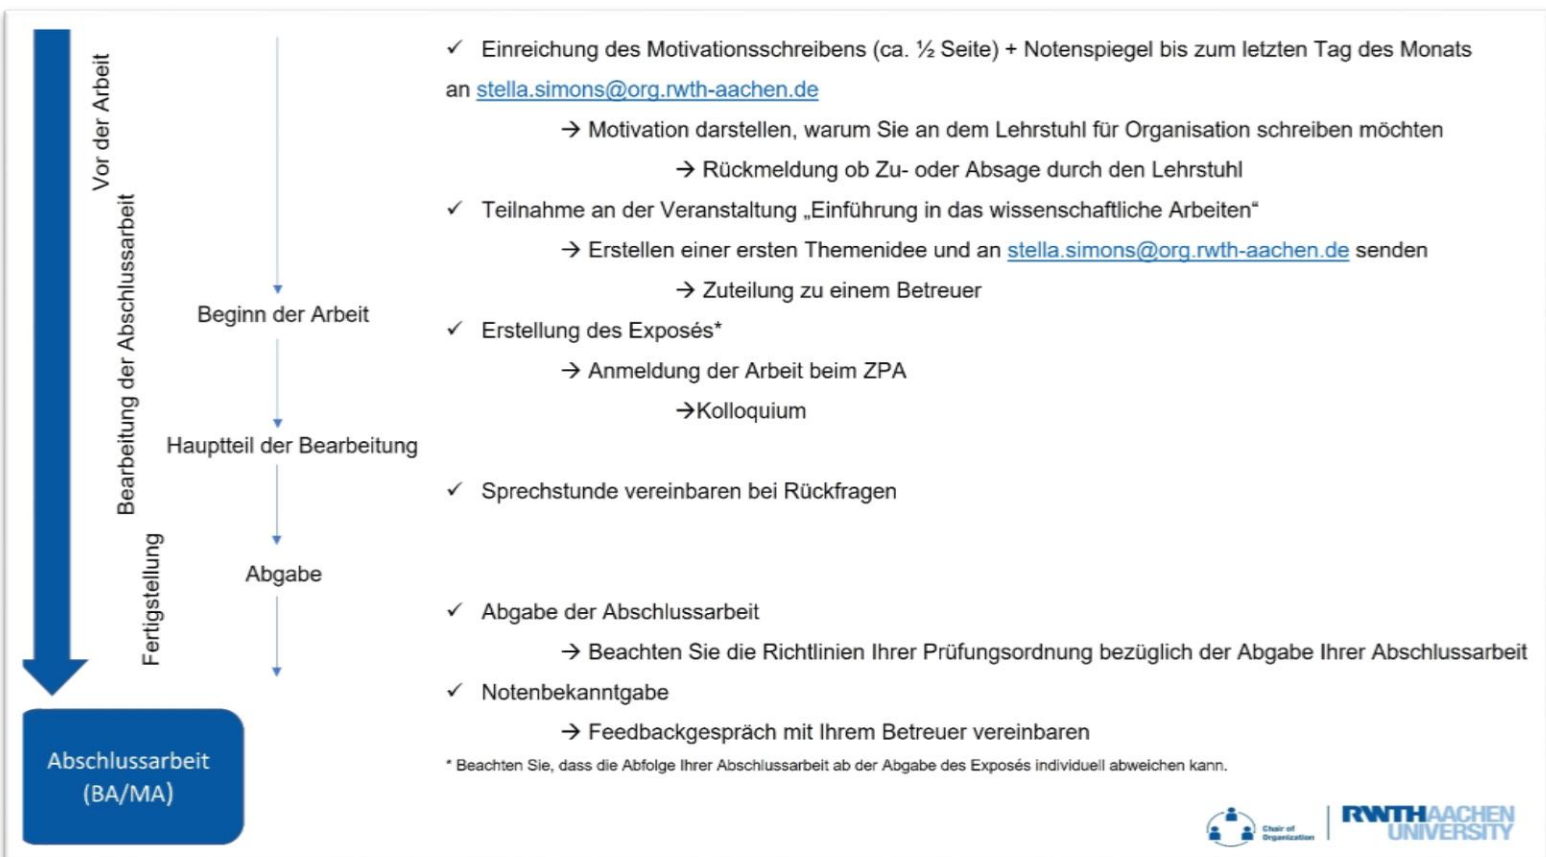 Vor der Arbeit
Bearbeitung der Abschlussarbeit
Fertigstellung
Beginn der Arbeit
Hauptteil der Bearbeitung
Abgabe
Abschlussarbeit
(BA/MA)
✓ Einreichung des Motivationsschreibens (ca. ½ Seite) + Notenspiegel bis zum letzten Tag des Monats
an stella.simons@org.rwth-aachen.de
→ Motivation darstellen, warum Sie an dem Lehrstuhl für Organisation schreiben möchten
→ Rückmeldung ob Zu- oder Absage durch den Lehrstuhl
✓ Teilnahme an der Veranstaltung „Einführung in das wissenschaftliche Arbeiten“
→ Erstellen einer ersten Themenidee und an stella.simons@org.rwth-aachen.de senden
→ Zuteilung zu einem Betreuer
✓ Erstellung des Exposés*
→ Anmeldung der Arbeit beim ZPA
→Kolloquium
✓ Sprechstunde vereinbaren bei Rückfragen
✓ Abgabe der Abschlussarbeit
→ Beachten Sie die Richtlinien Ihrer Prüfungsordnung bezüglich der Abgabe Ihrer Abschlussarbeit
✓ Notenbekanntgabe
→ Feedbackgespräch mit Ihrem Betreuer vereinbaren
* Beachten Sie, dass die Abfolge Ihrer Abschlussarbeit ab der Abgabe des Exposés individuell abweichen kann.
Chair of
Organization
RWTHAACHEN
UNIVERSITY